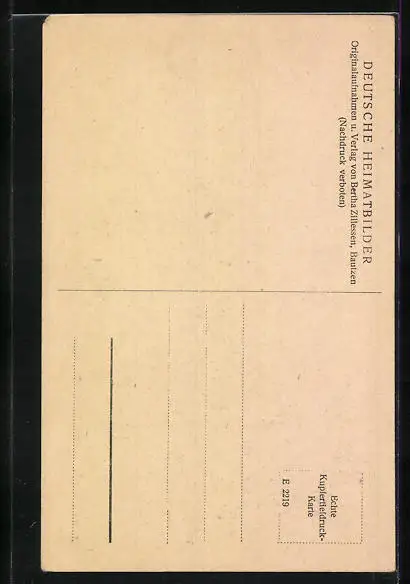 DEUTSCHE HEIMATBILDER
Originalaufnahmen u. Verlag von Bertha Zillessen, Bautzen
(Nachdruck verboten)
Echte
Kupfertiefdruck-
Karte
E 2219